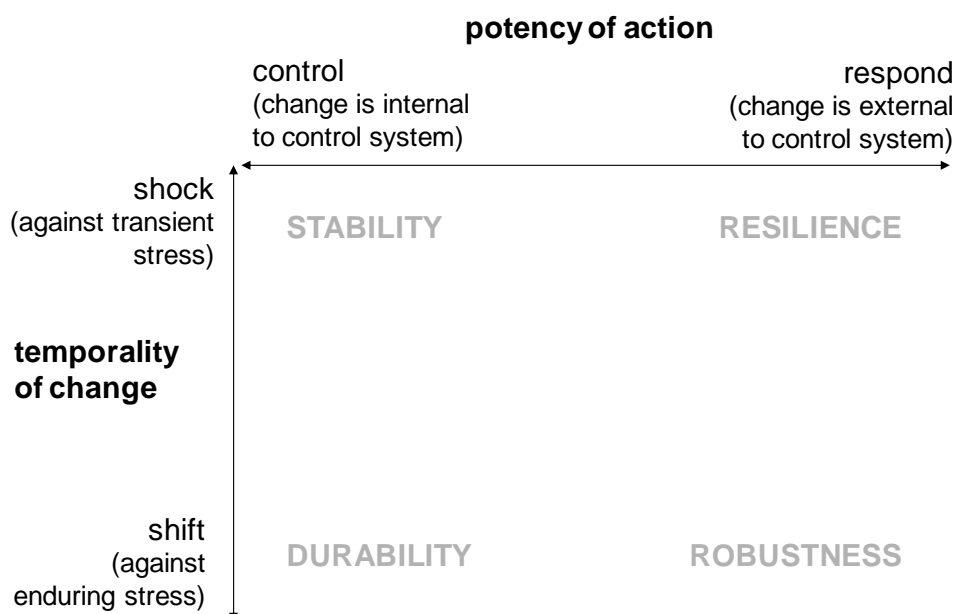 potency of action
control
(change is internal
to control system)
respond
(change is external
to control system)
shock
(against transient
stress)
STABILITY
RESILIENCE
temporality
of change
shift
(against
enduring stress)
DURABILITY
ROBUSTNESS